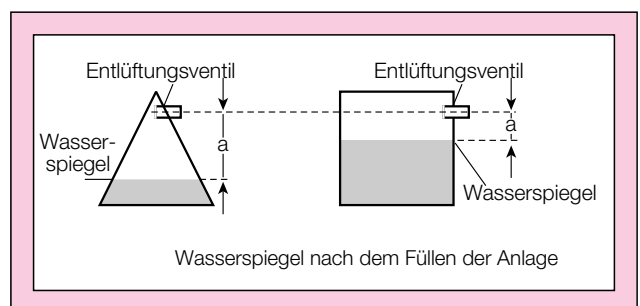 Entlüftungsventil
Entlüftungsventil
a
a
Wasser-
spiegel
Wasserspiegel
Wasserspiegel nach dem Füllen der Anlage